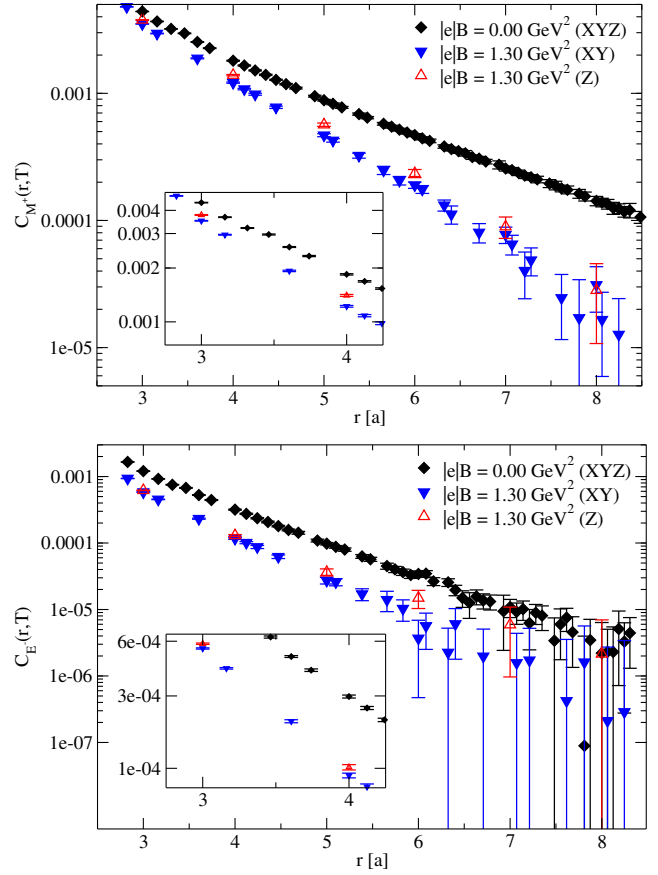 |e|B = 0.00 GeV² (XYZ)
|e|B = 1.30 GeV² (XY)
|e|B = 1.30 GeV² (Z)
C_M⁺(r,T)
0.001
0.0001
1e-05
0.004
0.003
0.002
0.001
3 4
3 4 5 6 7 8
r [a]
|e|B = 0.00 GeV² (XYZ)
|e|B = 1.30 GeV² (XY)
|e|B = 1.30 GeV² (Z)
C_E⁻(r,T)
0.001
0.0001
1e-05
1e-06
1e-07
6e-04
3e-04
1e-04
3 4
3 4 5 6 7 8
r [a]